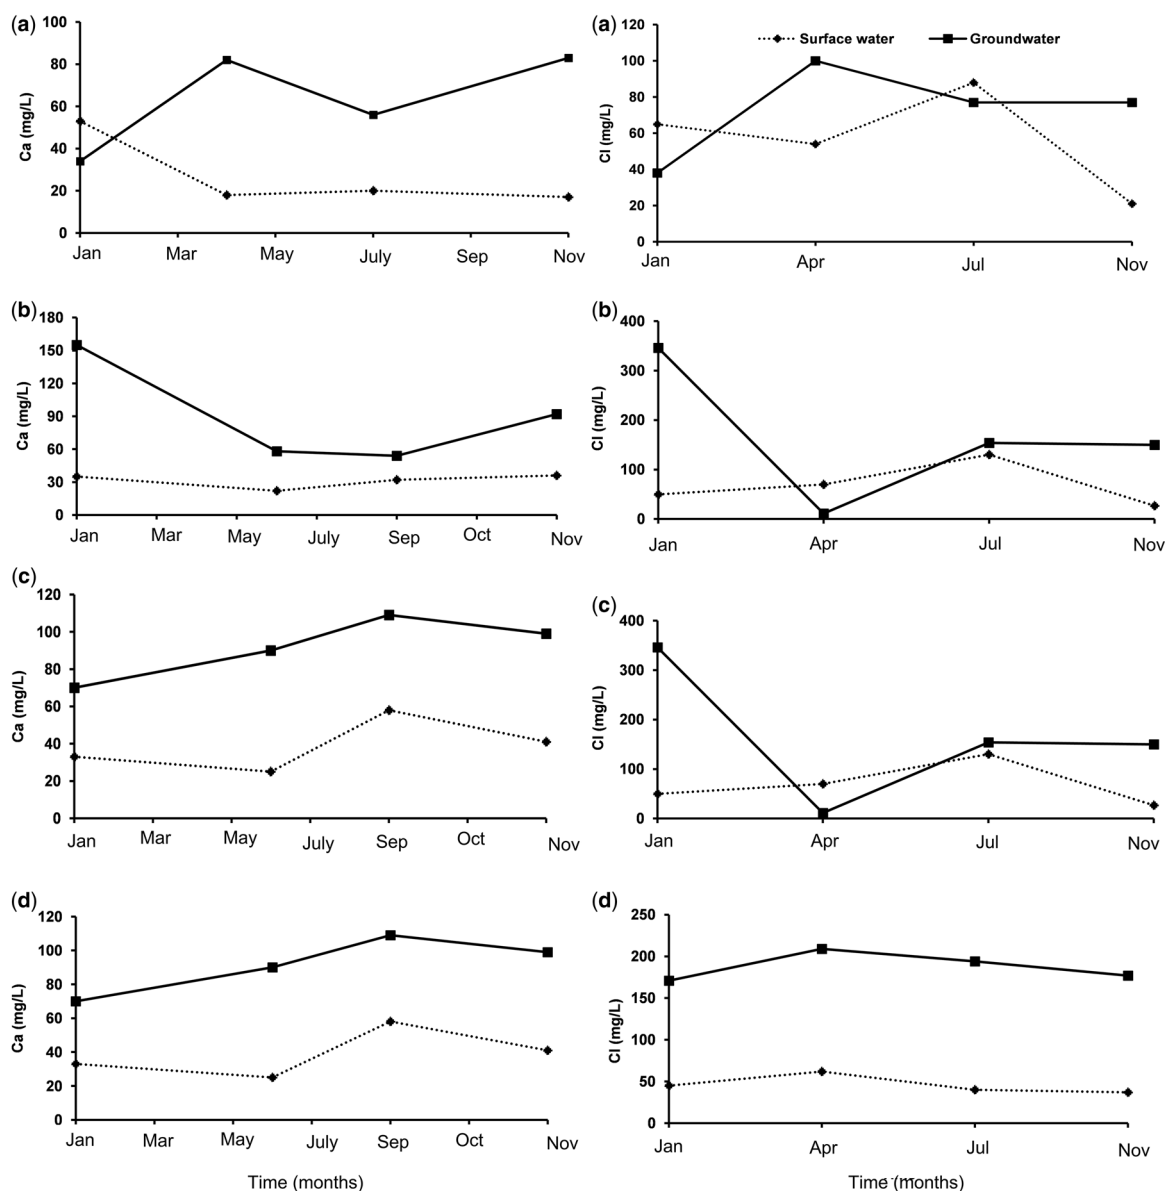 (a)
100
80
60
40
20
0
Ca (mg/L)
Jan Mar May July Sep Nov
(a)
120
100
80
60
40
20
0
Cl (mg/L)
Surface water Groundwater
Jan Apr Jul Nov
(b)
180
150
120
90
60
30
0
Ca (mg/L)
Jan Mar May July Sep Oct Nov
(b)
400
300
200
100
0
Cl (mg/L)
Jan Apr Jul Nov
(c)
120
100
80
60
40
20
0
Ca (mg/L)
Jan Mar May July Sep Oct Nov
(c)
400
300
200
100
0
Cl (mg/L)
Jan Apr Jul Nov
(d)
120
100
80
60
40
20
0
Ca (mg/L)
Jan Mar May July Sep Oct Nov
Time (months)
(d)
250
200
150
100
50
0
Cl (mg/L)
Jan Apr Jul Nov
Time (months)